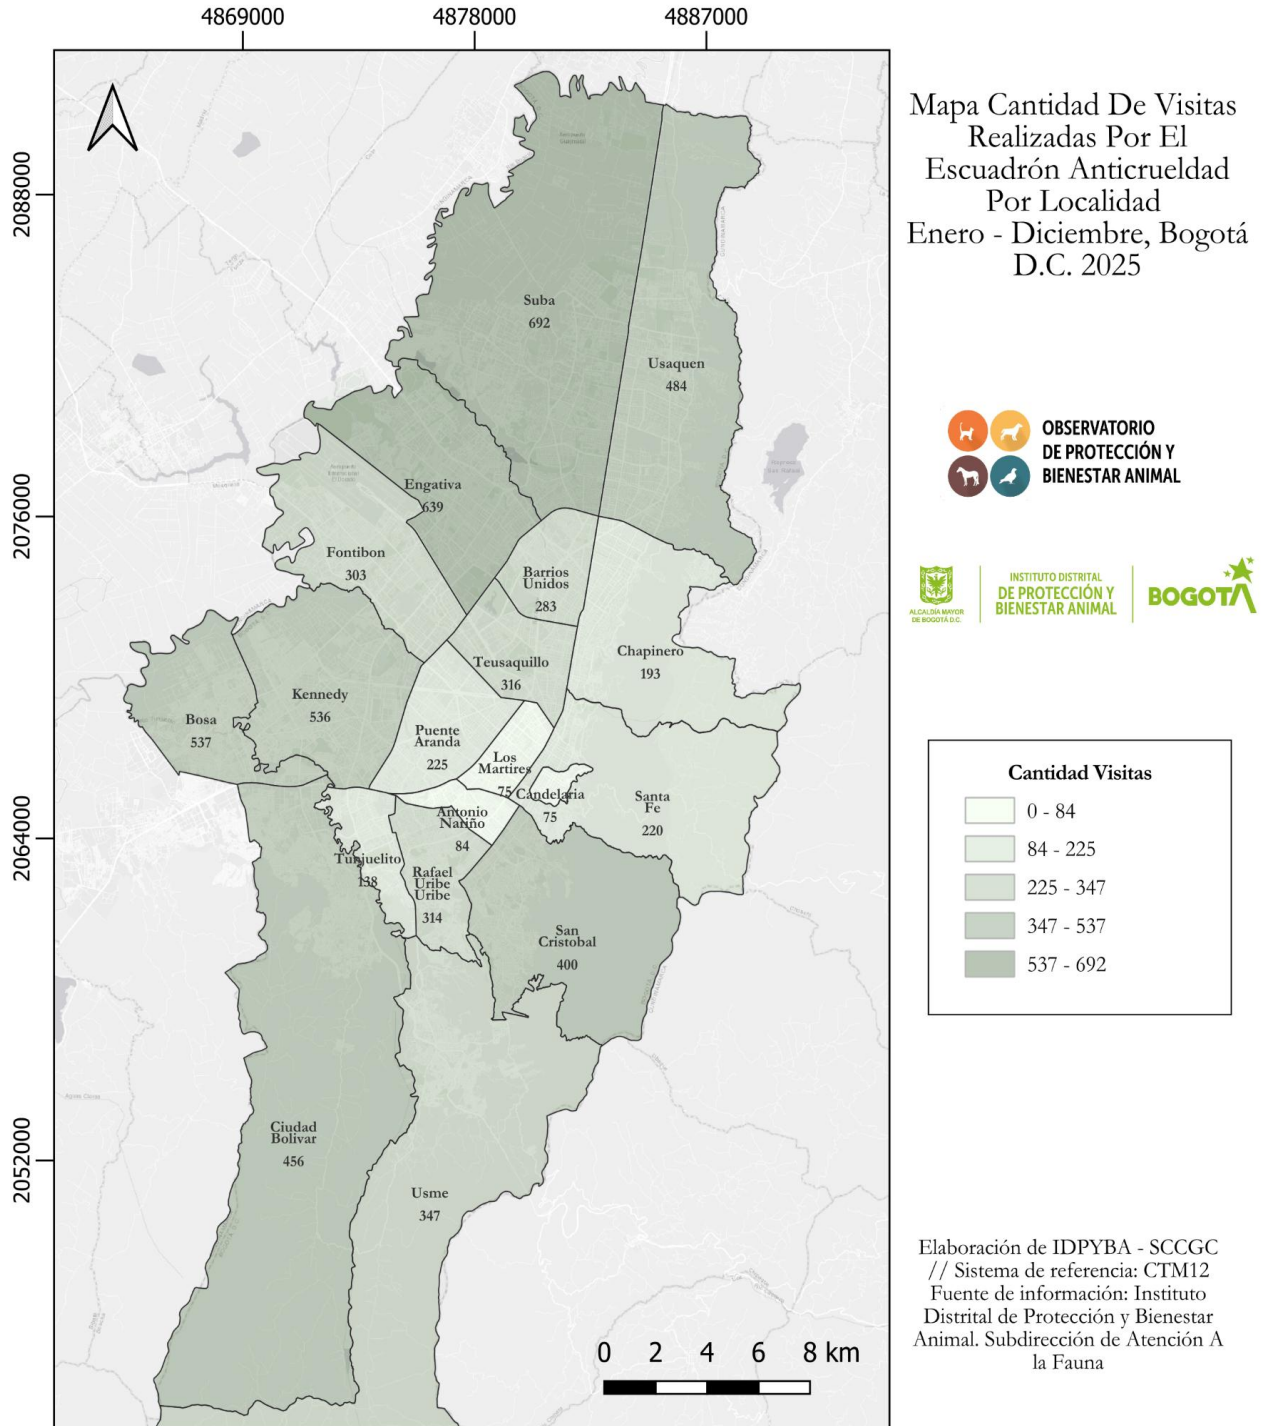 4869000
4878000
4887000
2088000
2076000
2064000
2052000
Mapa Cantidad De Visitas
Realizadas Por El
Escuadrón Anticrueldad
Por Localidad
Enero - Diciembre, Bogotá
D.C. 2025
Suba
692
Usaquen
484
Engativa
639
Fontibon
303
Barrios
Unidos
283
Teusaquillo
316
Chapinero
193
Kennedy
536
Bosa
537
Puente
Aranda
225
Los
Martires
75
Candelaria
75
Santa
Fe
220
Antonio
Nariño
84
Tunjuelito
138
Rafael
Uribe
Uribe
314
San
Cristobal
400
Ciudad
Bolivar
456
Usme
347
OBSERVATORIO
DE PROTECCIÓN Y
BIENESTAR ANIMAL
ALCALDÍA MAYOR
DE BOGOTÁ D.C.
INSTITUTO DISTRITAL
DE PROTECCIÓN Y
BIENESTAR ANIMAL
BOGOTÁ
Cantidad Visitas
0 - 84
84 - 225
225 - 347
347 - 537
537 - 692
0 2 4 6 8 km
Elaboración de IDPYBA - SCCGC
// Sistema de referencia: CTM12
Fuente de información: Instituto
Distrital de Protección y Bienestar
Animal. Subdirección de Atención A
la Fauna